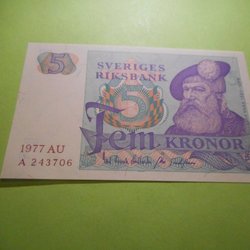 5
SVERIGES
RIKSBANK
5
Fem KRONOR
1977 AU
A 243706